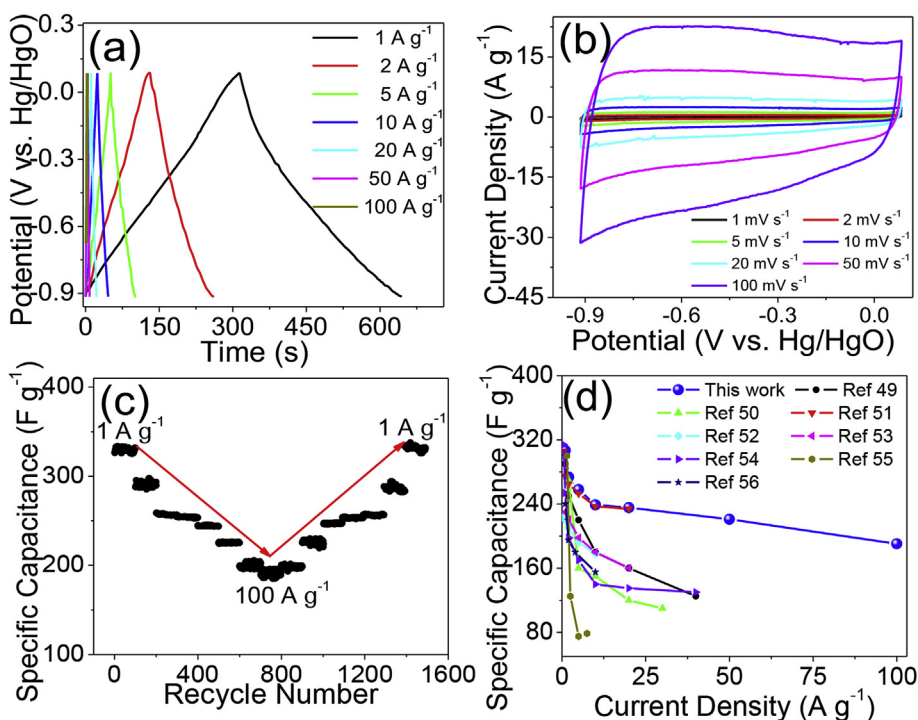 (a)
Potential (V vs. Hg/HgO)
0.3
0.0
-0.3
-0.6
-0.9
1 A g⁻¹
2 A g⁻¹
5 A g⁻¹
10 A g⁻¹
20 A g⁻¹
50 A g⁻¹
100 A g⁻¹
0 150 300 450 600
Time (s)
(b)
Current Density (A g⁻¹)
15
0
-15
-30
-45
1 mV s⁻¹ 2 mV s⁻¹
5 mV s⁻¹ 10 mV s⁻¹
20 mV s⁻¹ 50 mV s⁻¹
100 mV s⁻¹
-0.9 -0.6 -0.3 0.0
Potential (V vs. Hg/HgO)
(c)
Specific Capacitance (F g⁻¹)
400
300
200
100
1 A g⁻¹ 1 A g⁻¹
100 A g⁻¹
0 400 800 1200 1600
Recycle Number
(d)
Specific Capacitance (F g⁻¹)
400
320
240
160
80
This work Ref 49
Ref 50 Ref 51
Ref 52 Ref 53
Ref 54 Ref 55
Ref 56
0 25 50 75 100
Current Density (A g⁻¹)